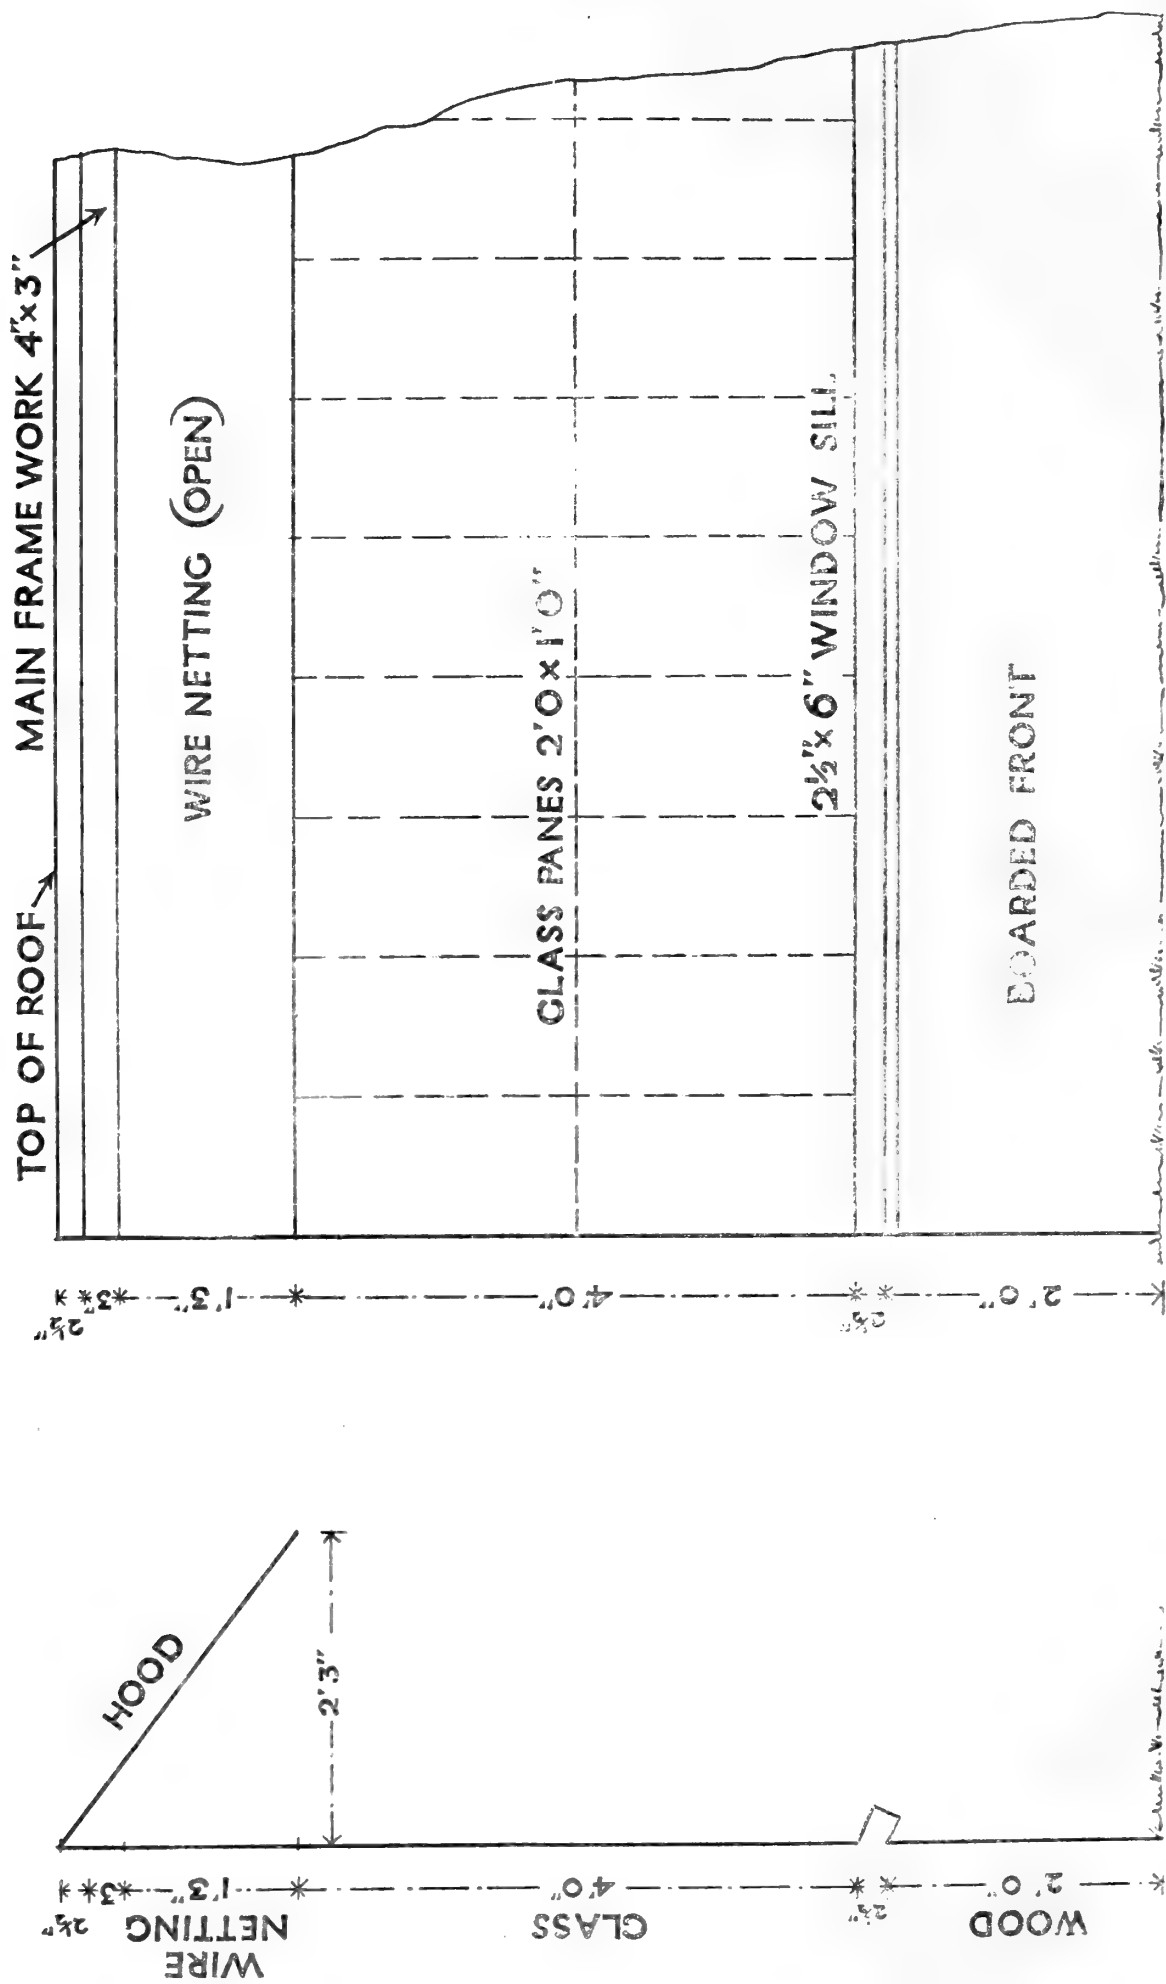 TOP OF ROOF
MAIN FRAME WORK 4"×3"
WIRE NETTING (OPEN)
GLASS PANES 2'0×1'0"
2½"×6" WINDOW SILL
BOARDED FRONT
2½"
3"
1'3"
4'0"
2½"
2'0"
HOOD
2'3"
2½"
3"
1'3"
4'0"
2½"
2'0"
WIRE
NETTING
GLASS
WOOD